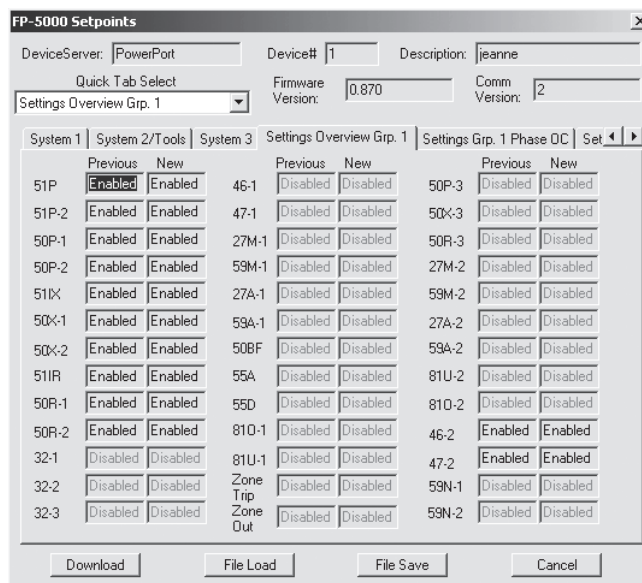 FP-5000 Setpoints
DeviceServer: PowerPort Device# 1 Description: jeanne
Quick Tab Select
Settings Overview Grp. 1
Firmware Version: 0.870 Comm Version: 2
System 1 System 2/Tools System 3 Settings Overview Grp. 1 Settings Grp. 1 Phase OC Set
Previous New Previous New Previous New
51P Enabled Enabled 46-1 Disabled Disabled 50P-3 Disabled Disabled
51P-2 Enabled Enabled 47-1 Disabled Disabled 50X-3 Disabled Disabled
50P-1 Enabled Enabled 27M-1 Disabled Disabled 50R-3 Disabled Disabled
50P-2 Enabled Enabled 59M-1 Disabled Disabled 27M-2 Disabled Disabled
51IX Enabled Enabled 27A-1 Disabled Disabled 59M-2 Disabled Disabled
50X-1 Enabled Enabled 59A-1 Disabled Disabled 27A-2 Disabled Disabled
50X-2 Enabled Enabled 50BF Disabled Disabled 59A-2 Disabled Disabled
51IR Enabled Enabled 55A Disabled Disabled 81U-2 Disabled Disabled
50R-1 Enabled Enabled 55D Disabled Disabled 81O-2 Disabled Disabled
50R-2 Enabled Enabled 81O-1 Disabled Disabled 46-2 Enabled Enabled
32-1 Disabled Disabled 81U-1 Disabled Disabled 47-2 Enabled Enabled
32-2 Disabled Disabled Zone Trip Disabled Disabled 59N-1 Disabled Disabled
32-3 Disabled Disabled Zone Out Disabled Disabled 59N-2 Disabled Disabled
Download File Load File Save Cancel